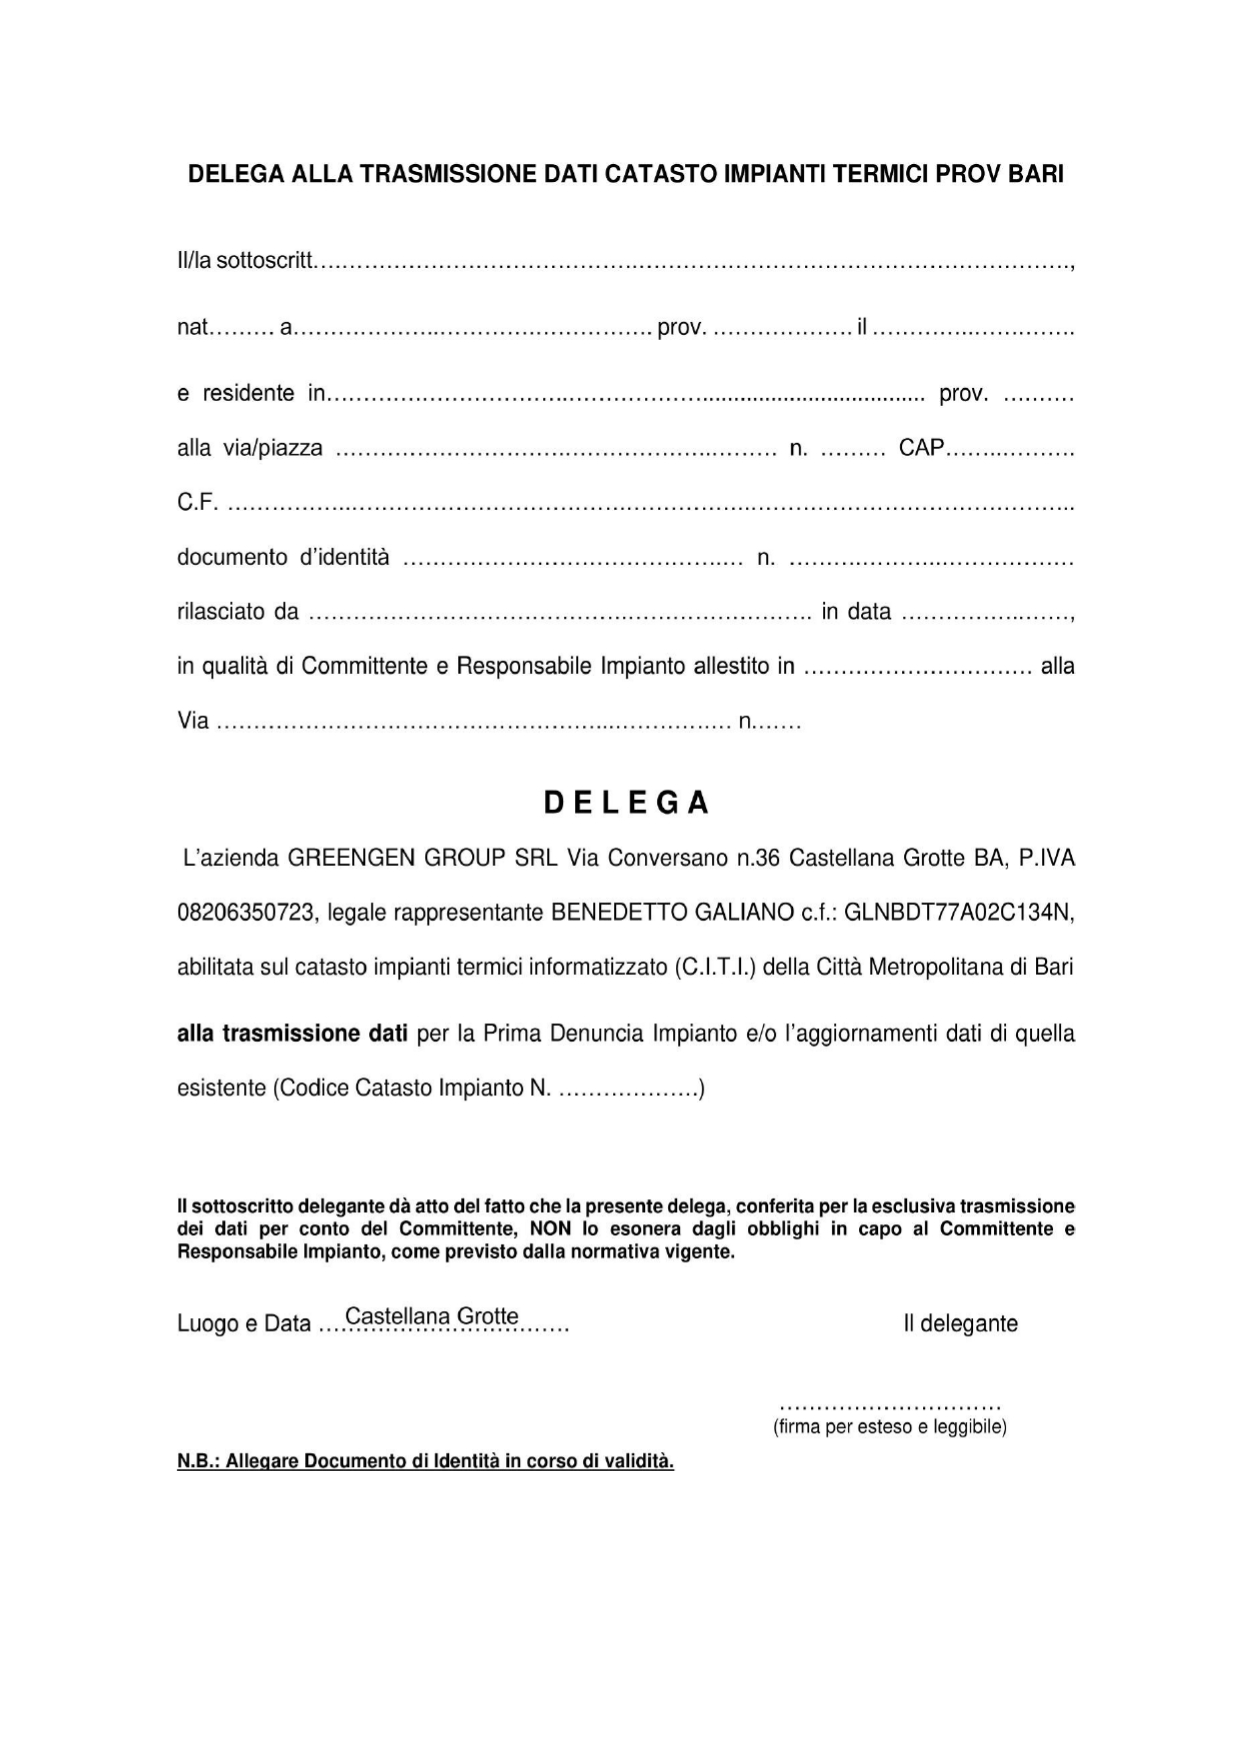 DELEGA ALLA TRASMISSIONE DATI CATASTO IMPIANTI TERMICI PROV BARI
Il/la sottoscritt……………………………………………………………………………………………,
nat……… a………………………………………… prov. ………………. il ……………………….
e residente in……………………………………………................................... prov. ……….
alla via/piazza ………………………………………………… n. ……… CAP……………….
C.F. ……………………………………………………………………………………………………..
documento d’identità ……………………………………… n. ………………………………
rilasciato da …………………………………………………………. in data …………………,
in qualità di Committente e Responsabile Impianto allestito in ………………………… alla
Via …………………………………………………………… n.……
D E L E G A
L’azienda GREENGEN GROUP SRL Via Conversano n.36 Castellana Grotte BA, P.IVA
08206350723, legale rappresentante BENEDETTO GALIANO c.f.: GLNBDT77A02C134N,
abilitata sul catasto impianti termici informatizzato (C.I.T.I.) della Città Metropolitana di Bari
alla trasmissione dati per la Prima Denuncia Impianto e/o l’aggiornamenti dati di quella
esistente (Codice Catasto Impianto N. ……………….)
Il sottoscritto delegante dà atto del fatto che la presente delega, conferita per la esclusiva trasmissione
dei dati per conto del Committente, NON lo esonera dagli obblighi in capo al Committente e
Responsabile Impianto, come previsto dalla normativa vigente.
Luogo e Data …Castellana Grotte……. Il delegante
…………………………
(firma per esteso e leggibile)
N.B.: Allegare Documento di Identità in corso di validità.